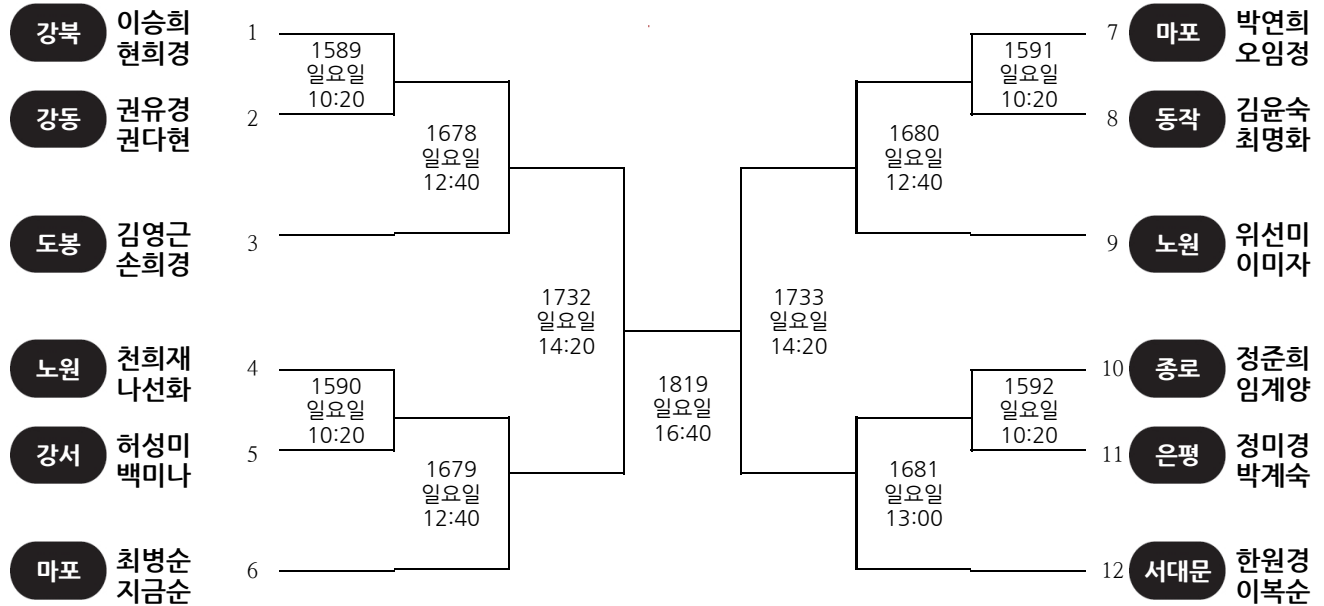 강북
이승희
현희경
1
1589
일요일
10:20
강동
권유경
권다현
2
1678
일요일
12:40
도봉
김영근
손희경
3
1732
일요일
14:20
노원
천희재
나선화
4
1590
일요일
10:20
강서
허성미
백미나
5
1679
일요일
12:40
마포
최병순
지금순
6
1819
일요일
16:40
7
마포
박연희
오임정
1591
일요일
10:20
8
동작
김윤숙
최명화
1680
일요일
12:40
9
노원
위선미
이미자
1733
일요일
14:20
10
종로
정준희
임계양
1592
일요일
10:20
11
은평
정미경
박계숙
1681
일요일
13:00
12
서대문
한원경
이복순